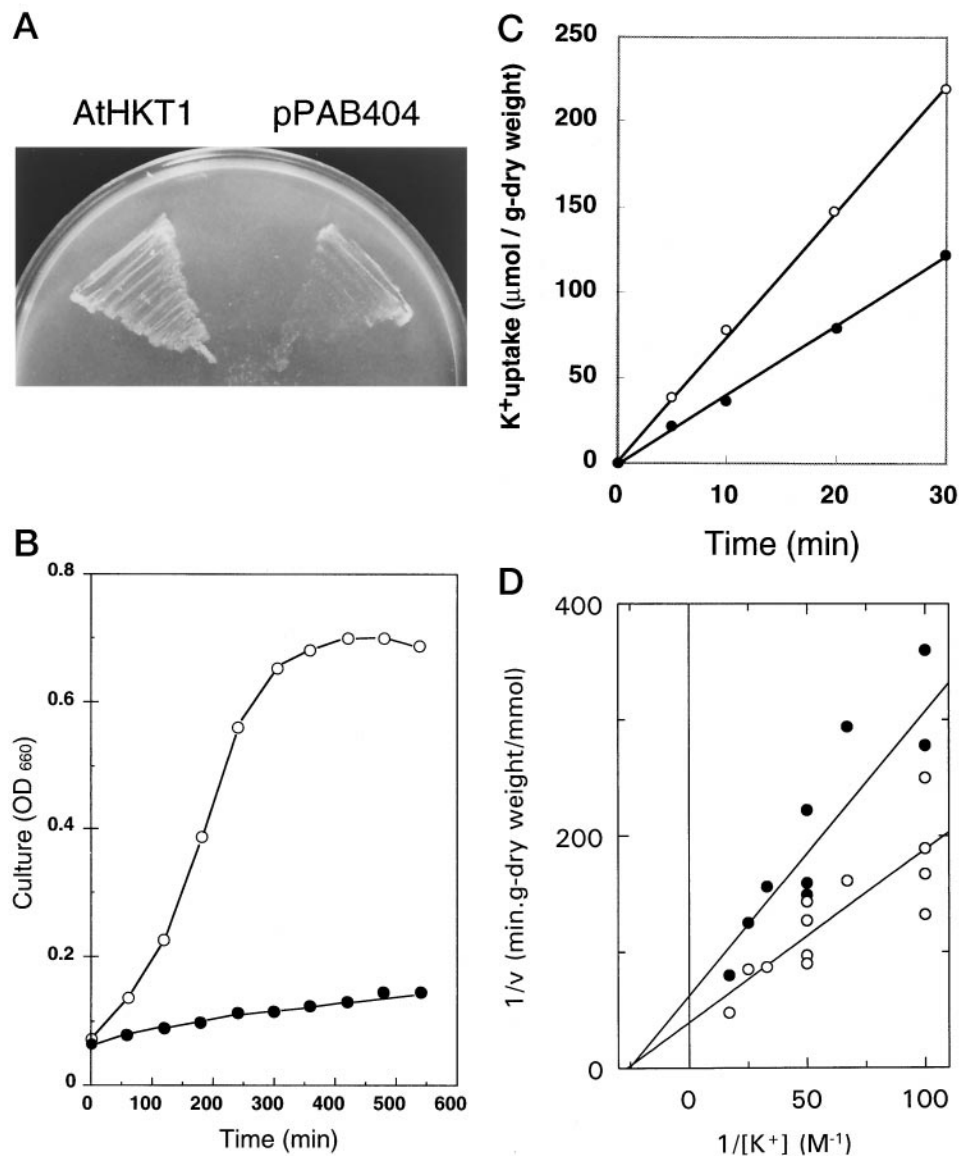 A
AtHKT1 pPAB404
B
Culture (OD 660)
0.8
0.6
0.4
0.2
0
0 100 200 300 400 500 600
Time (min)
C
K+uptake (μmol / g-dry weight)
250
200
150
100
50
0
0 10 20 30
Time (min)
D
1/v (min.g-dry weight/mmol)
400
200
0
0 50 100
1/[K+] (M-1)